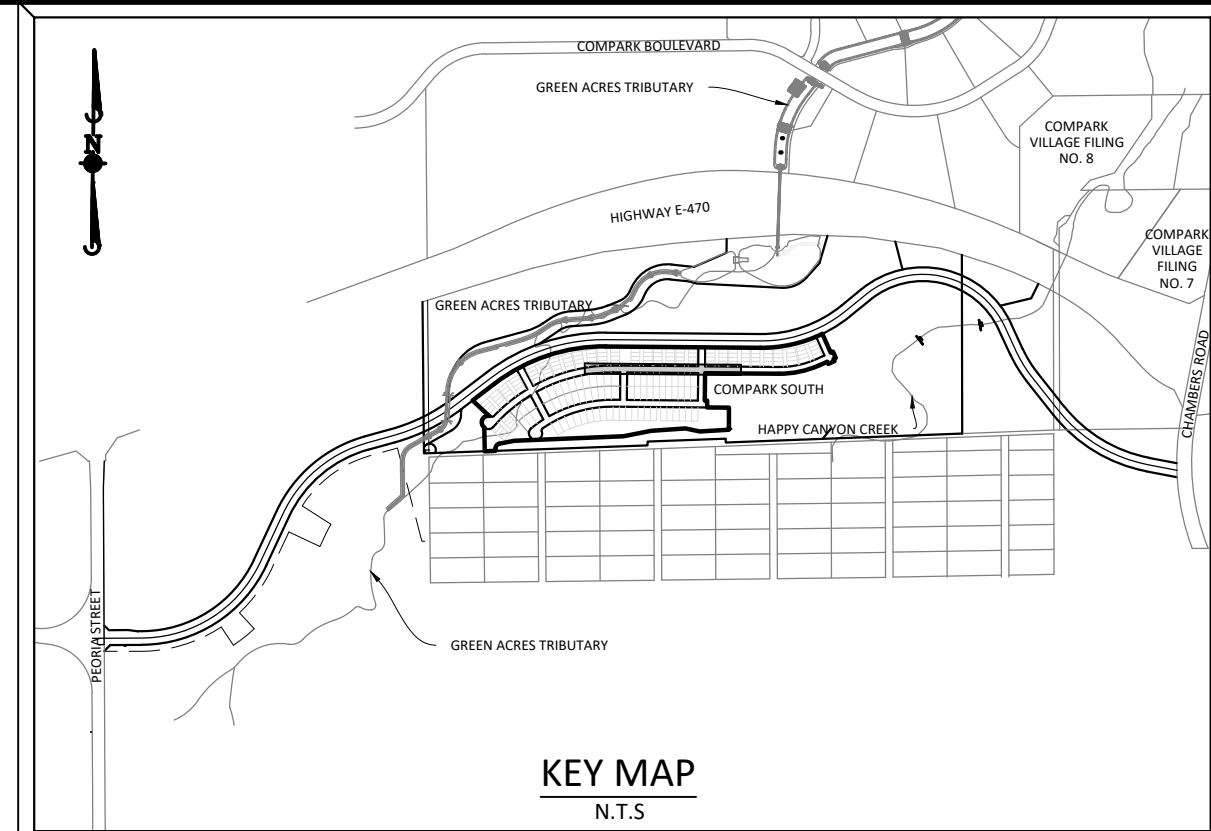 COMPARK BOULEVARD
GREEN ACRES TRIBUTARY
N
COMPARK
VILLAGE FILING
NO. 8
HIGHWAY E-470
COMPARK
VILLAGE
FILING
NO. 7
GREEN ACRES TRIBUTARY
COMPARK SOUTH
HAPPY CANYON CREEK
CHAMBERS ROAD
PEORIA STREET
GREEN ACRES TRIBUTARY
KEY MAP
N.T.S